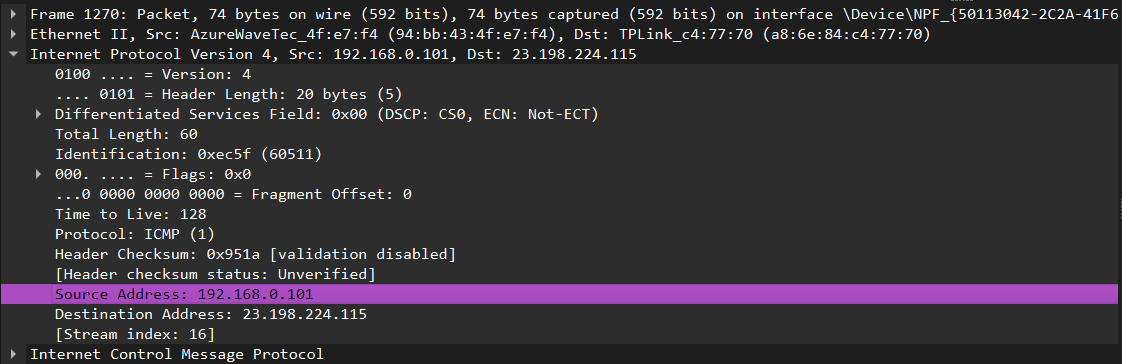 Frame 1270: Packet, 74 bytes on wire (592 bits), 74 bytes captured (592 bits) on interface \Device\NPF_{50113042-2C2A-41F6
Ethernet II, Src: AzureWaveTec_4f:e7:f4 (94:bb:43:4f:e7:f4), Dst: TPLink_c4:77:70 (a8:6e:84:c4:77:70)
Internet Protocol Version 4, Src: 192.168.0.101, Dst: 23.198.224.115
0100 .... = Version: 4
.... 0101 = Header Length: 20 bytes (5)
Differentiated Services Field: 0x00 (DSCP: CS0, ECN: Not-ECT)
Total Length: 60
Identification: 0xec5f (60511)
000. .... = Flags: 0x0
...0 0000 0000 0000 = Fragment Offset: 0
Time to Live: 128
Protocol: ICMP (1)
Header Checksum: 0x951a [validation disabled]
[Header checksum status: Unverified]
Source Address: 192.168.0.101
Destination Address: 23.198.224.115
[Stream index: 16]
Internet Control Message Protocol